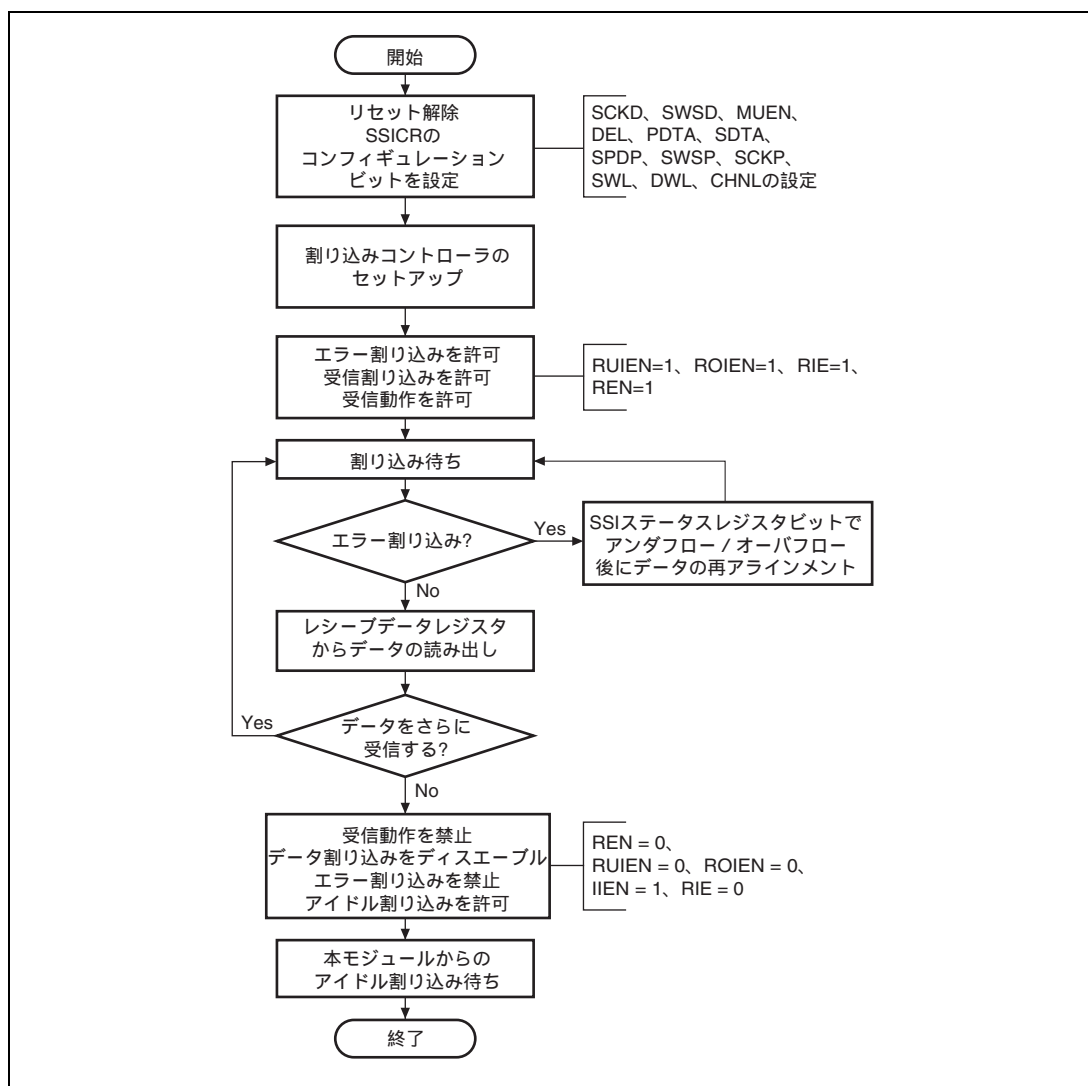 開始
リセット解除
SSICRの
コンフィギュレーション
ビットを設定
SCKD、SWSD、MUEN、
DEL、PDTA、SDTA、
SPDP、SWSP、SCKP、
SWL、DWL、CHNLの設定
割り込みコントローラの
セットアップ
エラー割り込みを許可
受信割り込みを許可
受信動作を許可
RUIEN=1、ROIEN=1、RIE=1、
REN=1
割り込み待ち
エラー割り込み?
Yes
SSIステータスレジスタビットで
アンダフロー / オーバフロー
後にデータの再アラインメント
No
レシーブデータレジスタ
からデータの読み出し
Yes
データをさらに
受信する?
No
受信動作を禁止
データ割り込みをディスエーブル
エラー割り込みを禁止
アイドル割り込みを許可
REN = 0、
RUIEN = 0、ROIEN = 0、
IIEN = 1、RIE = 0
本モジュールからの
アイドル割り込み待ち
終了